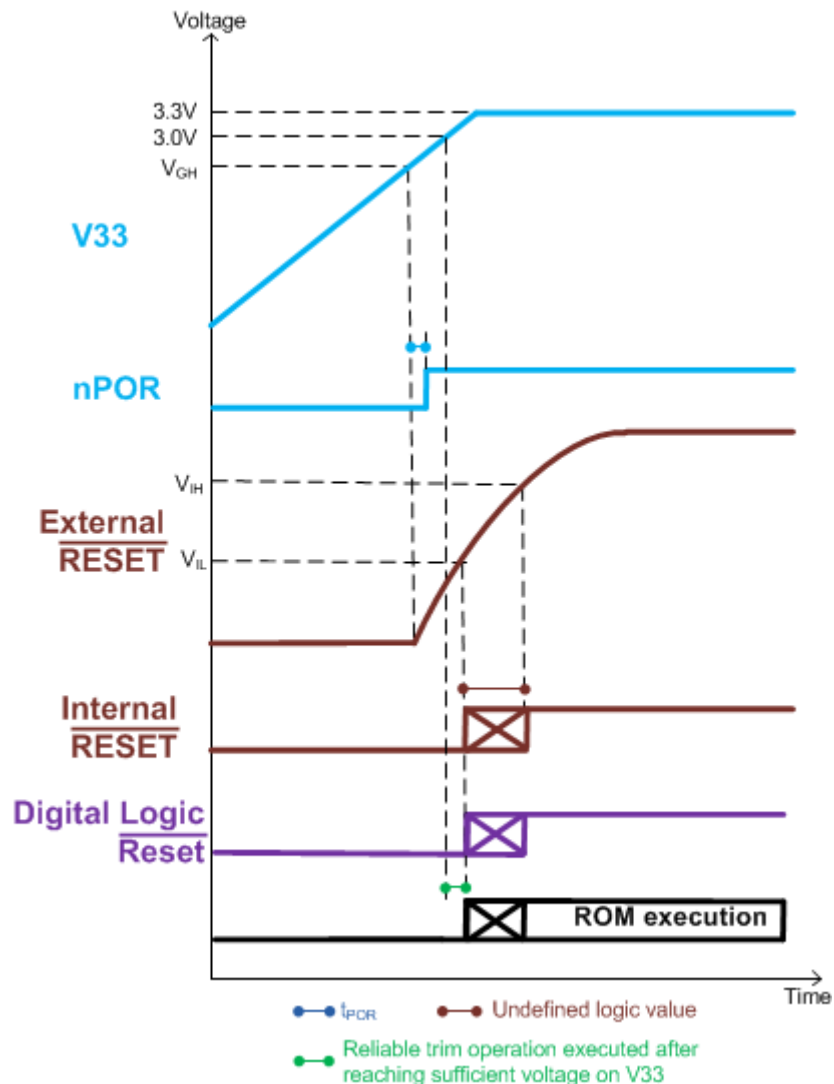 Voltage
3.3V
3.0V
VGH
V33
nPOR
VIH
External
RESET
VIL
Internal
RESET
Digital Logic
Reset
ROM execution
Time
tPOR
Undefined logic value
Reliable trim operation executed after
reaching sufficient voltage on V33